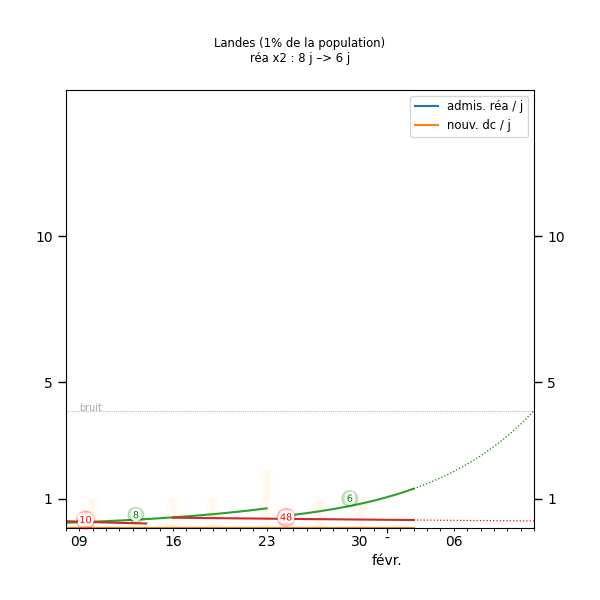 Landes (1% de la population)
réa x2 : 8 j –> 6 j
admis. réa / j
nouv. dc / j
10
10
5
5
bruit
1
1
10
8
48
6
09
16
23
30
-
06
févr.